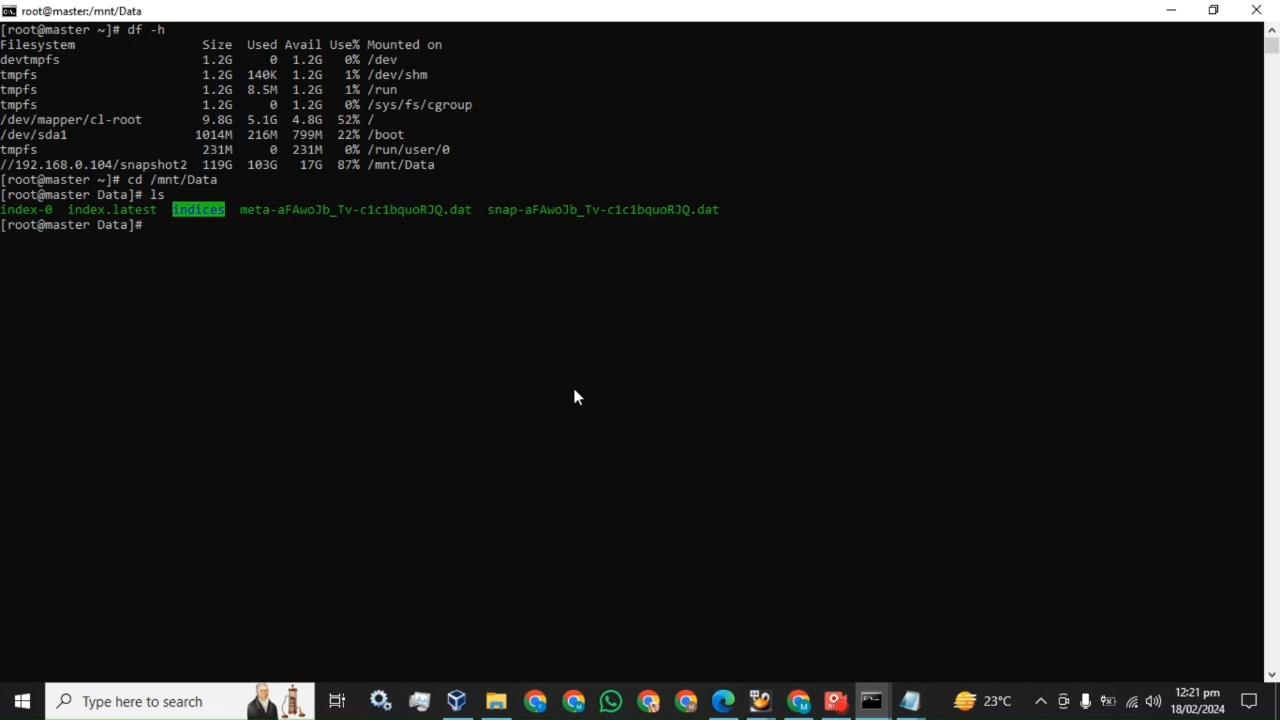 root@master:/mnt/Data
[root@master ~]# df -h
Filesystem Size Used Avail Use% Mounted on
devtmpfs 1.2G 0 1.2G 0% /dev
tmpfs 1.2G 140K 1.2G 1% /dev/shm
tmpfs 1.2G 8.5M 1.2G 1% /run
tmpfs 1.2G 0 1.2G 0% /sys/fs/cgroup
/dev/mapper/cl-root 9.8G 5.1G 4.8G 52% /
/dev/sda1 1014M 216M 799M 22% /boot
tmpfs 231M 0 231M 0% /run/user/0
//192.168.0.104/snapshot2 119G 103G 17G 87% /mnt/Data
[root@master ~]# cd /mnt/Data
[root@master Data]# ls
index-0 index.latest indices meta-aFAwoJb_Tv-c1c1bquoRJQ.dat snap-aFAwoJb_Tv-c1c1bquoRJQ.dat
[root@master Data]#
Type here to search
23°C
12:21 pm
18/02/2024